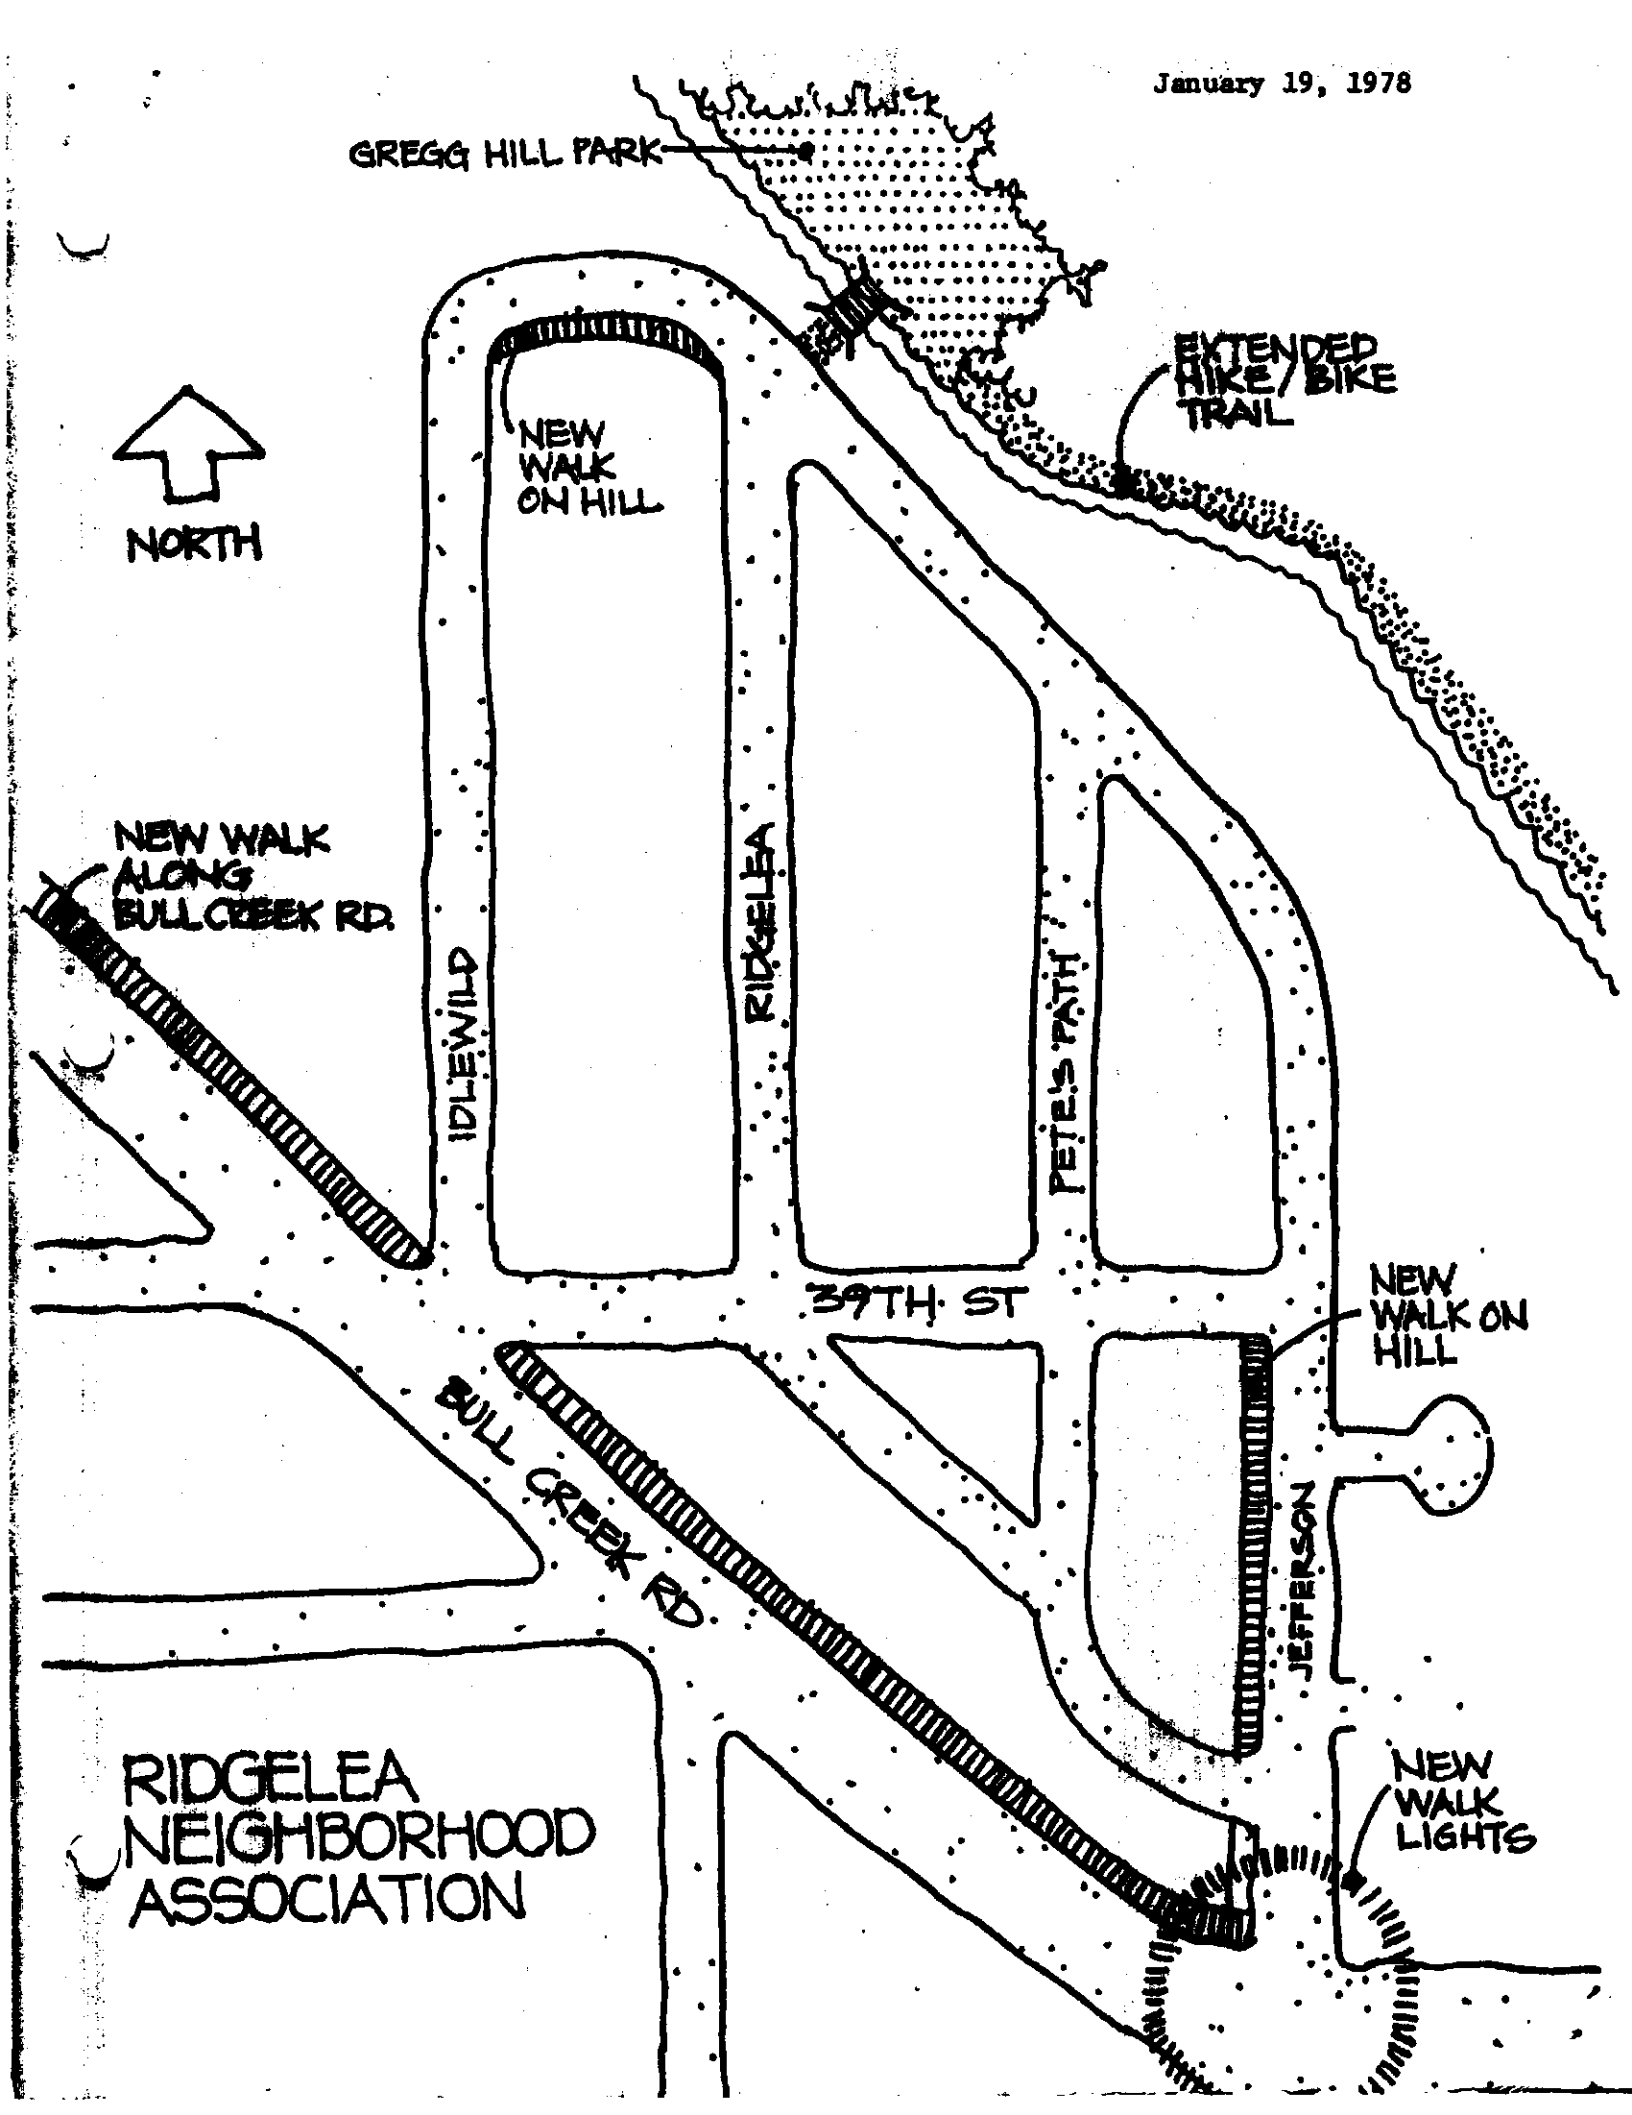 January 19, 1978
GREGG HILL PARK
EXTENDED
HIKE/BIKE
TRAIL
NEW
WALK
ON HILL
NORTH
NEW WALK
ALONG
BULLCREEK RD.
IDLEWILD
RIDGELEA
PETE'S PATH
39TH ST
NEW
WALK ON
HILL
BULL CREEK RD
JEFFERSON
NEW
WALK
LIGHTS
RIDGELEA
NEIGHBORHOOD
ASSOCIATION